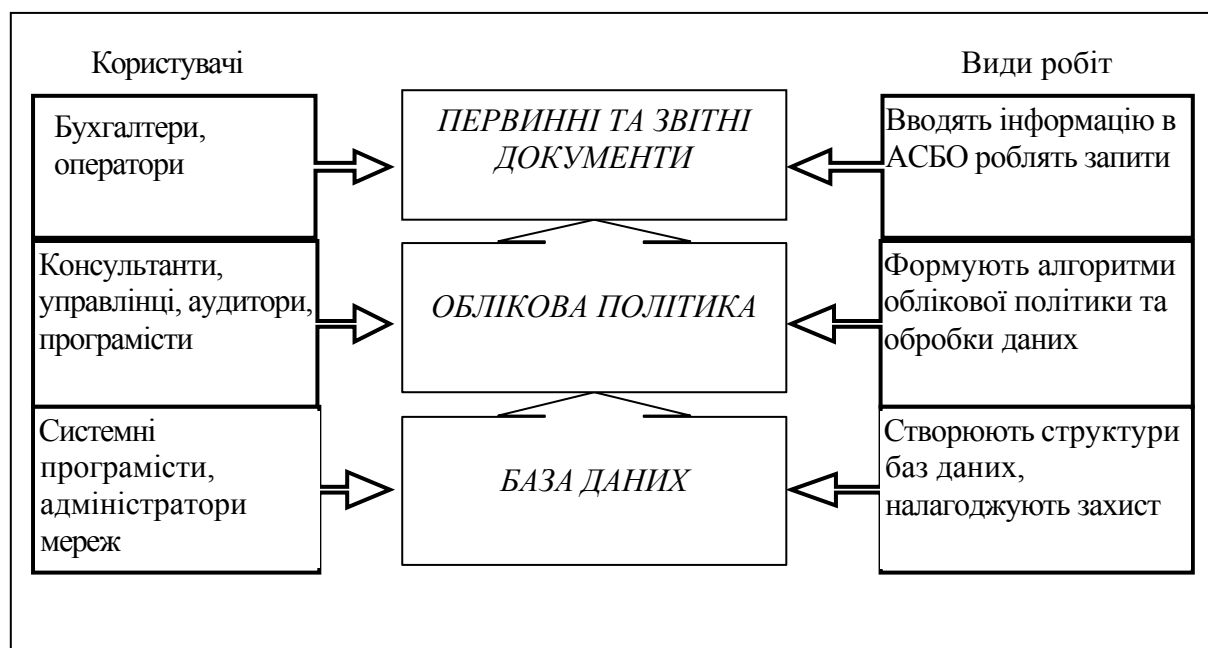 Користувачі
Види робіт
Бухгалтери,
оператори
ПЕРВИННІ ТА ЗВІТНІ
ДОКУМЕНТИ
Вводять інформацію в
АСБО роблять запити
Консультанти,
управлінці, аудитори,
програмісти
ОБЛІКОВА ПОЛІТИКА
Формують алгоритми
облікової політики та
обробки даних
Системні
програмісти,
адміністратори
мереж
БАЗА ДАНИХ
Створюють структури
баз даних,
налагоджують захист